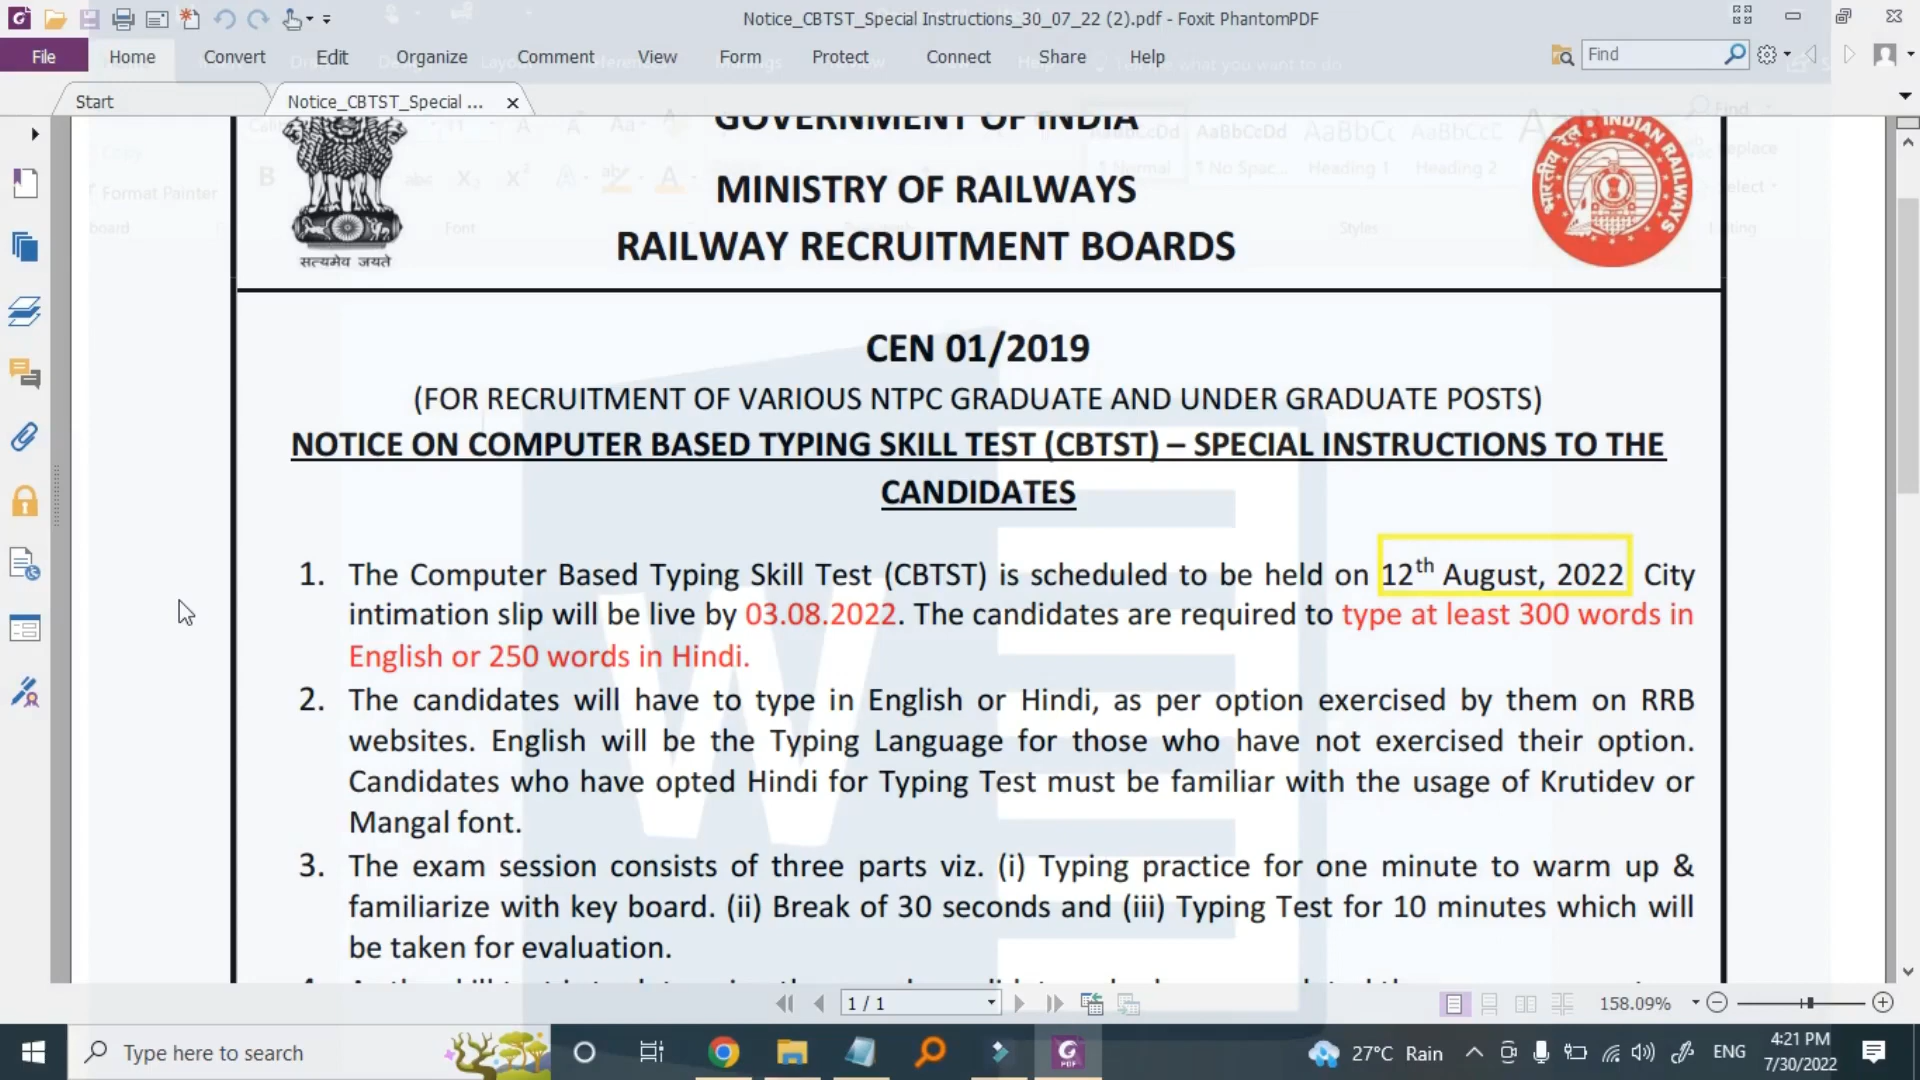 Notice_CBTST_Special Instructions_30_07_22 (2).pdf - Foxit PhantomPDF
File Home Convert Edit Organize Comment View Form Protect Connect Share Help Find
Start Notice_CBTST_Special ...
GOVERNMENT OF INDIA
MINISTRY OF RAILWAYS
RAILWAY RECRUITMENT BOARDS
सत्यमेव जयते
भारतीय रेल INDIAN RAILWAYS
CEN 01/2019
(FOR RECRUITMENT OF VARIOUS NTPC GRADUATE AND UNDER GRADUATE POSTS)
NOTICE ON COMPUTER BASED TYPING SKILL TEST (CBTST) – SPECIAL INSTRUCTIONS TO THE
CANDIDATES
1. The Computer Based Typing Skill Test (CBTST) is scheduled to be held on 12th August, 2022 City
intimation slip will be live by 03.08.2022. The candidates are required to type at least 300 words in
English or 250 words in Hindi.
2. The candidates will have to type in English or Hindi, as per option exercised by them on RRB
websites. English will be the Typing Language for those who have not exercised their option.
Candidates who have opted Hindi for Typing Test must be familiar with the usage of Krutidev or
Mangal font.
3. The exam session consists of three parts viz. (i) Typing practice for one minute to warm up &
familiarize with key board. (ii) Break of 30 seconds and (iii) Typing Test for 10 minutes which will
be taken for evaluation.
1 / 1
158.09%
Type here to search
27°C Rain
ENG
4:21 PM
7/30/2022